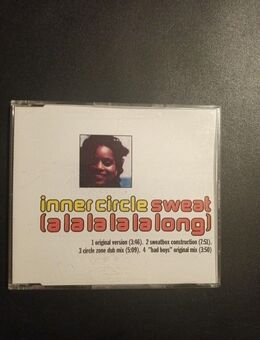 inner circle sweat
(a la la la la long)
1 original version (3:46). 2 sweatbox construction (7:51).
3 circle zone dub mix (5:09). 4 "bad boys" original mix (3:50)